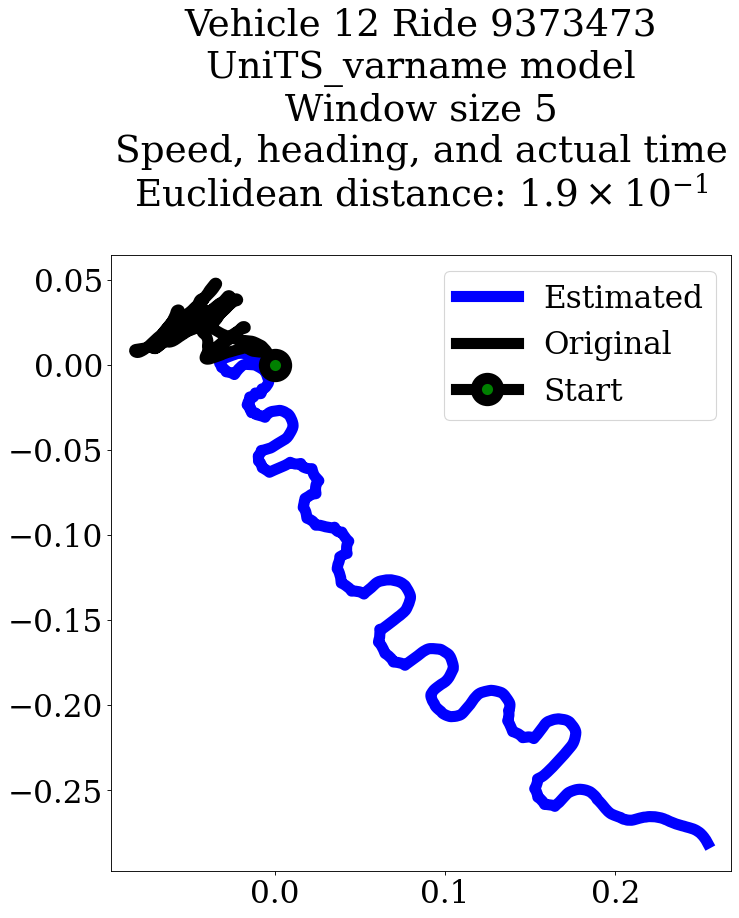 Vehicle 12 Ride 9373473
UniTS_varname model
Window size 5
Speed, heading, and actual time
Euclidean distance: 1.9 × 10⁻¹
Estimated
Original
Start
0.05
0.00
−0.05
−0.10
−0.15
−0.20
−0.25
0.0 0.1 0.2